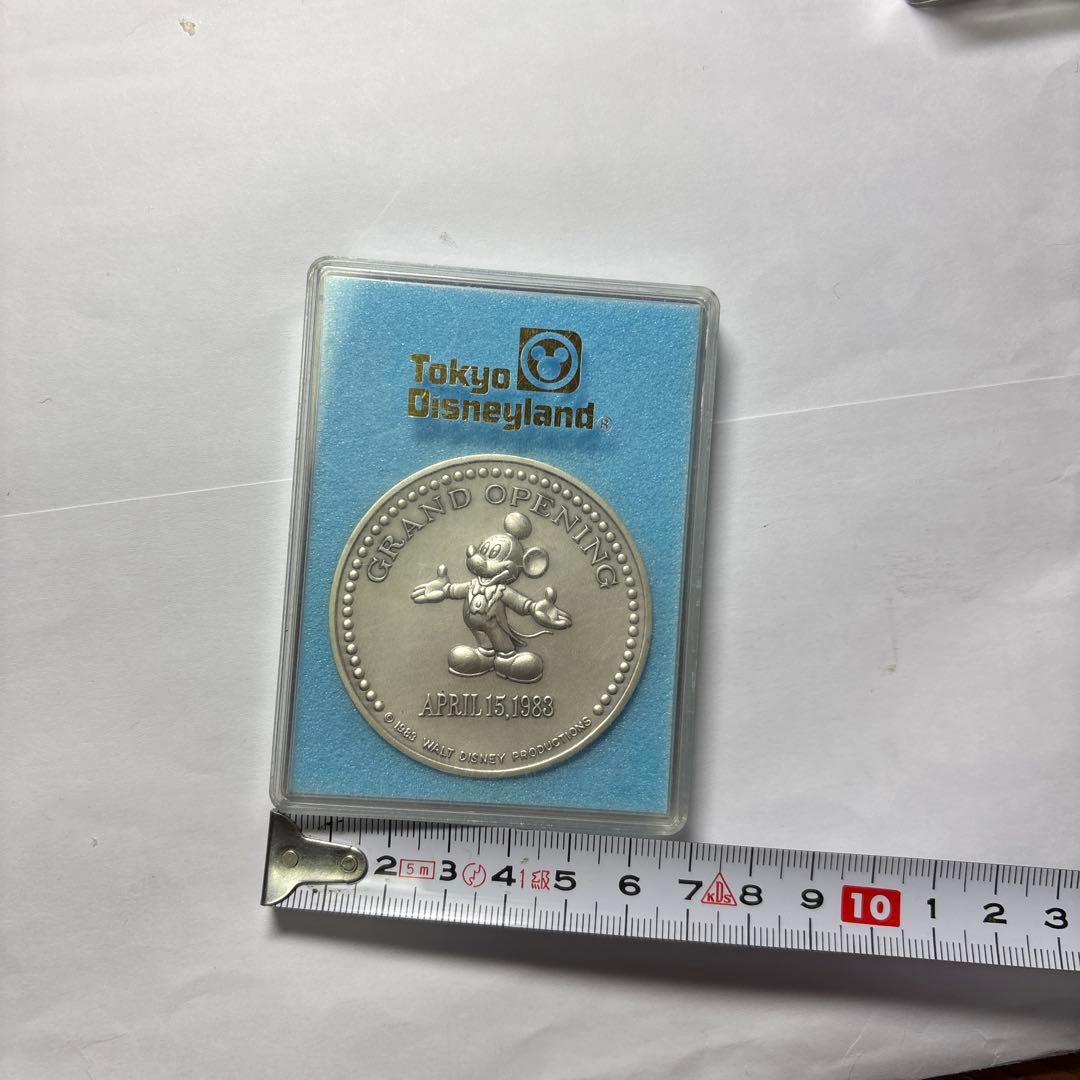 Tokyo
Disneyland®
GRAND OPENING
APRIL 15, 1983
© 1983 WALT DISNEY PRODUCTIONS
2 5m 3 4 1級 5 6 7 KDS 8 9 10 1 2 3